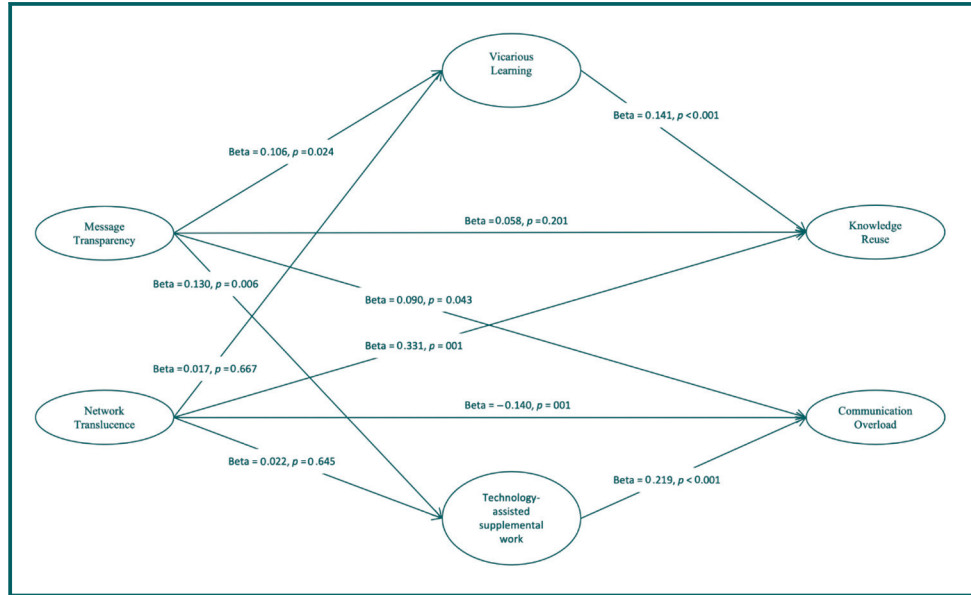 Vicarious
Learning
Beta = 0.141, p < 0.001
Beta = 0.106, p = 0.024
Message
Transparency
Beta = 0.058, p = 0.201
Knowledge
Reuse
Beta = 0.130, p = 0.006
Beta = 0.090, p = 0.043
Beta = 0.331, p = 001
Beta = 0.017, p = 0.667
Network
Translucence
Beta = −0.140, p = 001
Communication
Overload
Beta = 0.022, p = 0.645
Beta = 0.219, p < 0.001
Technology-
assisted
supplemental
work